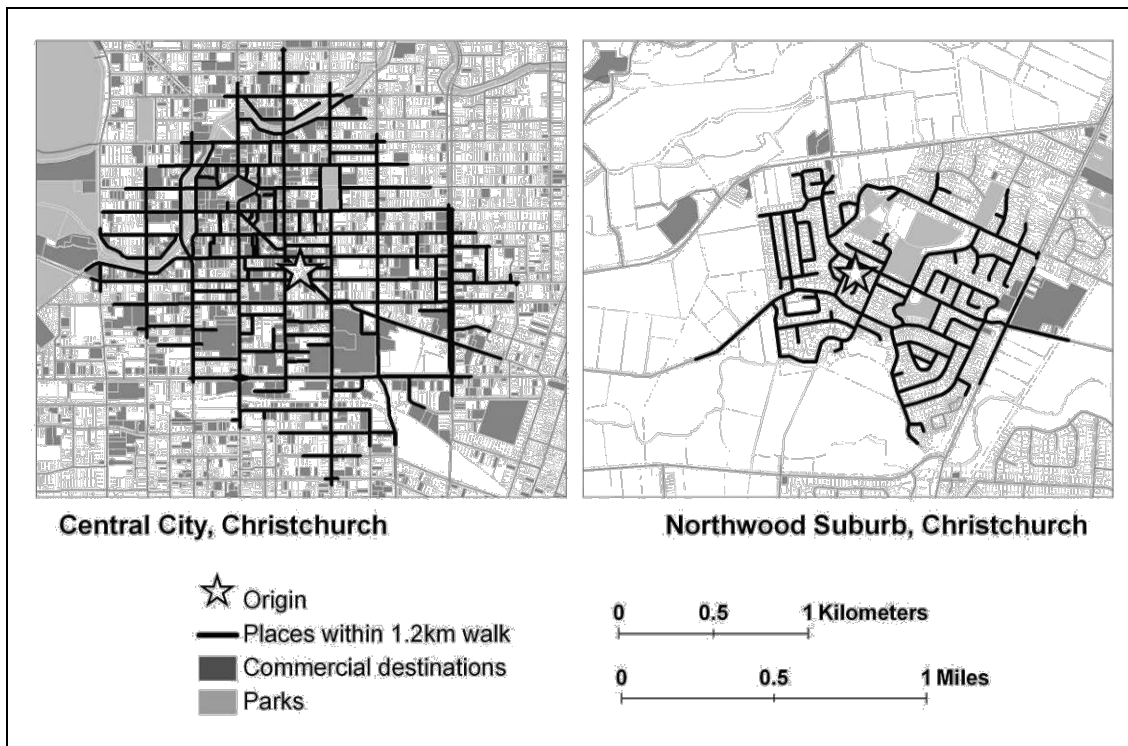 Central City, Christchurch
Northwood Suburb, Christchurch
Origin
Places within 1.2km walk
Commercial destinations
Parks
0 0.5 1 Kilometers
0 0.5 1 Miles